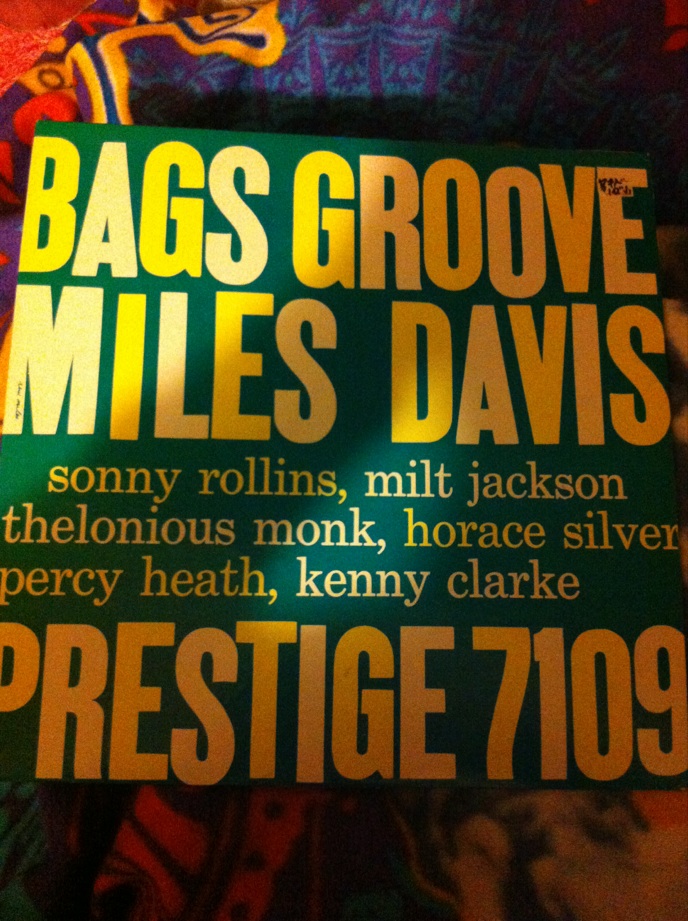 BAGS GROOVE
MILES DAVIS
sonny rollins, milt jackson
thelonious monk, horace silver
percy heath, kenny clarke
PRESTIGE 7109